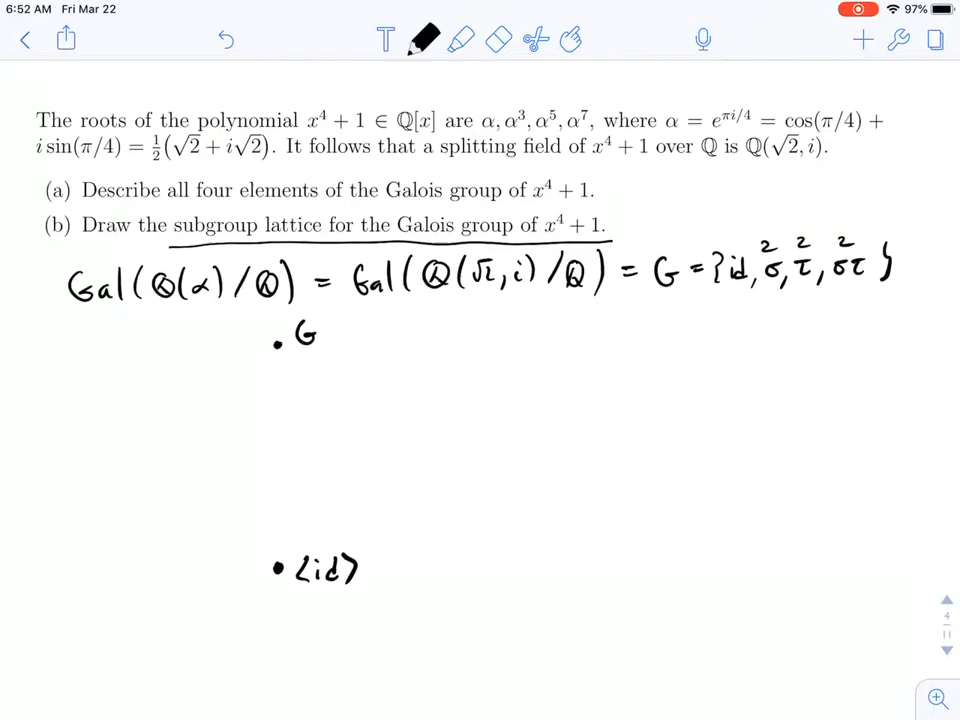 6:52 AM Fri Mar 22
97%
T
The roots of the polynomial x⁴ + 1 ∈ ℚ[x] are α, α³, α⁵, α⁷, where α = e^{πi/4} = cos(π/4) +
i sin(π/4) = ½(√2 + i√2). It follows that a splitting field of x⁴ + 1 over ℚ is ℚ(√2, i).
(a) Describe all four elements of the Galois group of x⁴ + 1.
(b) Draw the subgroup lattice for the Galois group of x⁴ + 1.
Gal(ℚ(α)/ℚ) = Gal(ℚ(√2, i)/ℚ) = G = {id, σ², τ², στ²}
• G
• ⟨id⟩
4
11